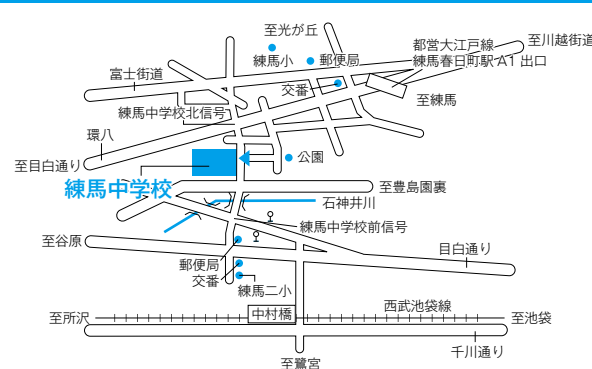 至光が丘
都営大江戸線
練馬春日町駅 A1 出口
至川越街道
練馬小
郵便局
富士街道
交番
至練馬
練馬中学校北信号
環八
公園
至目白通り
練馬中学校
至豊島園裏
石神井川
練馬中学校前信号
至谷原
目白通り
郵便局
交番
練馬二小
西武池袋線
至所沢
中村橋
至池袋
千川通り
至鷺宮